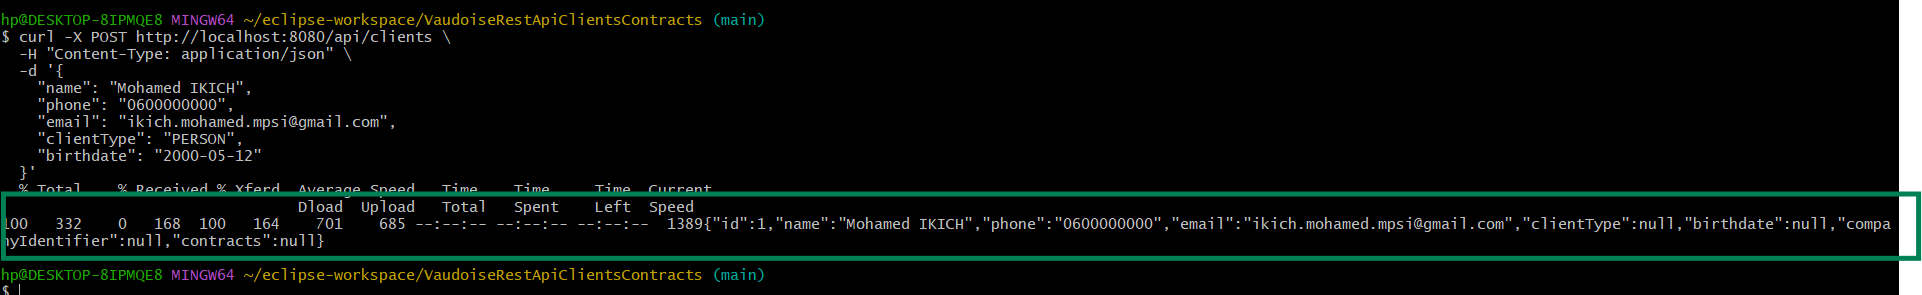 hp@DESKTOP-8IPMQE8 MINGW64 ~/eclipse-workspace/VaudoiseRestApiClientsContracts (main)
$ curl -X POST http://localhost:8080/api/clients \
  -H "Content-Type: application/json" \
  -d '{
    "name": "Mohamed IKICH",
    "phone": "0600000000",
    "email": "ikich.mohamed.mpsi@gmail.com",
    "clientType": "PERSON",
    "birthdate": "2000-05-12"
  }'
  % Total    % Received % Xferd  Average Speed   Time    Time     Time  Current
                                 Dload  Upload   Total   Spent    Left  Speed
100   332    0   168  100   164    701    685 --:--:-- --:--:-- --:--:--  1389{"id":1,"name":"Mohamed IKICH","phone":"0600000000","email":"ikich.mohamed.mpsi@gmail.com","clientType":null,"birthdate":null,"compa
nyIdentifier":null,"contracts":null}
hp@DESKTOP-8IPMQE8 MINGW64 ~/eclipse-workspace/VaudoiseRestApiClientsContracts (main)
$